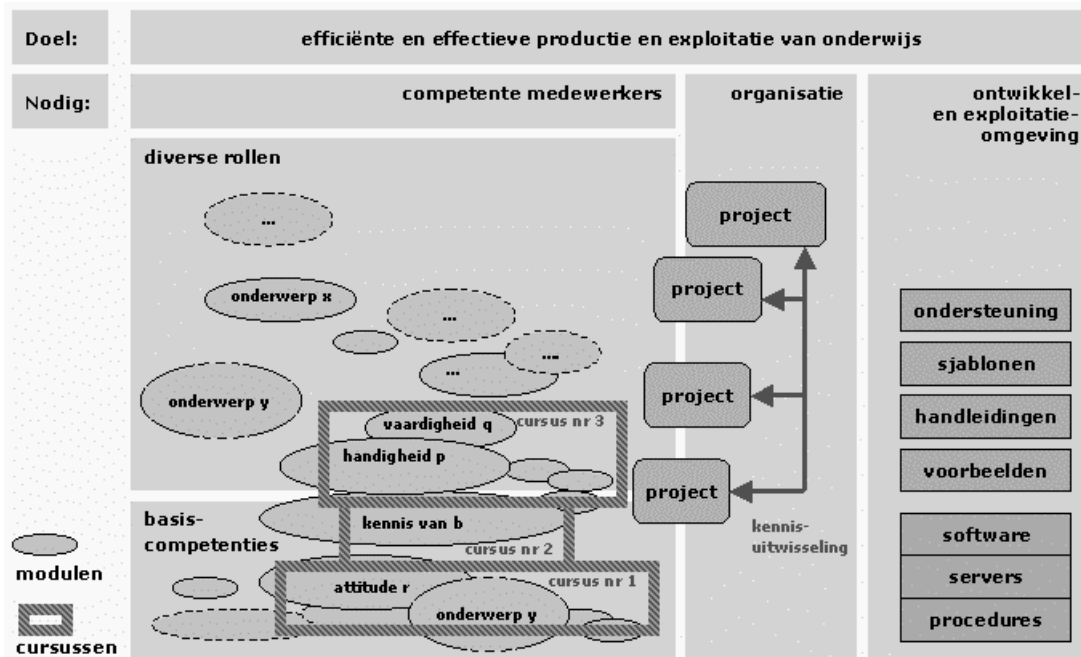 Doel:
efficiënte en effectieve productie en exploitatie van onderwijs
Nodig:
competente medewerkers
organisatie
ontwikkel-
en exploitatie-
omgeving
diverse rollen
...
onderwerp x
...
....
...
onderwerp y
vaardigheid q
cursus nr 3
handigheid p
basis-
competenties
kennis van b
cursus nr 2
cursus nr 1
attitude r
onderwerp y
project
project
project
project
kennis-
uitwisseling
ondersteuning
sjablonen
handleidingen
voorbeelden
software
servers
procedures
modulen
cursussen